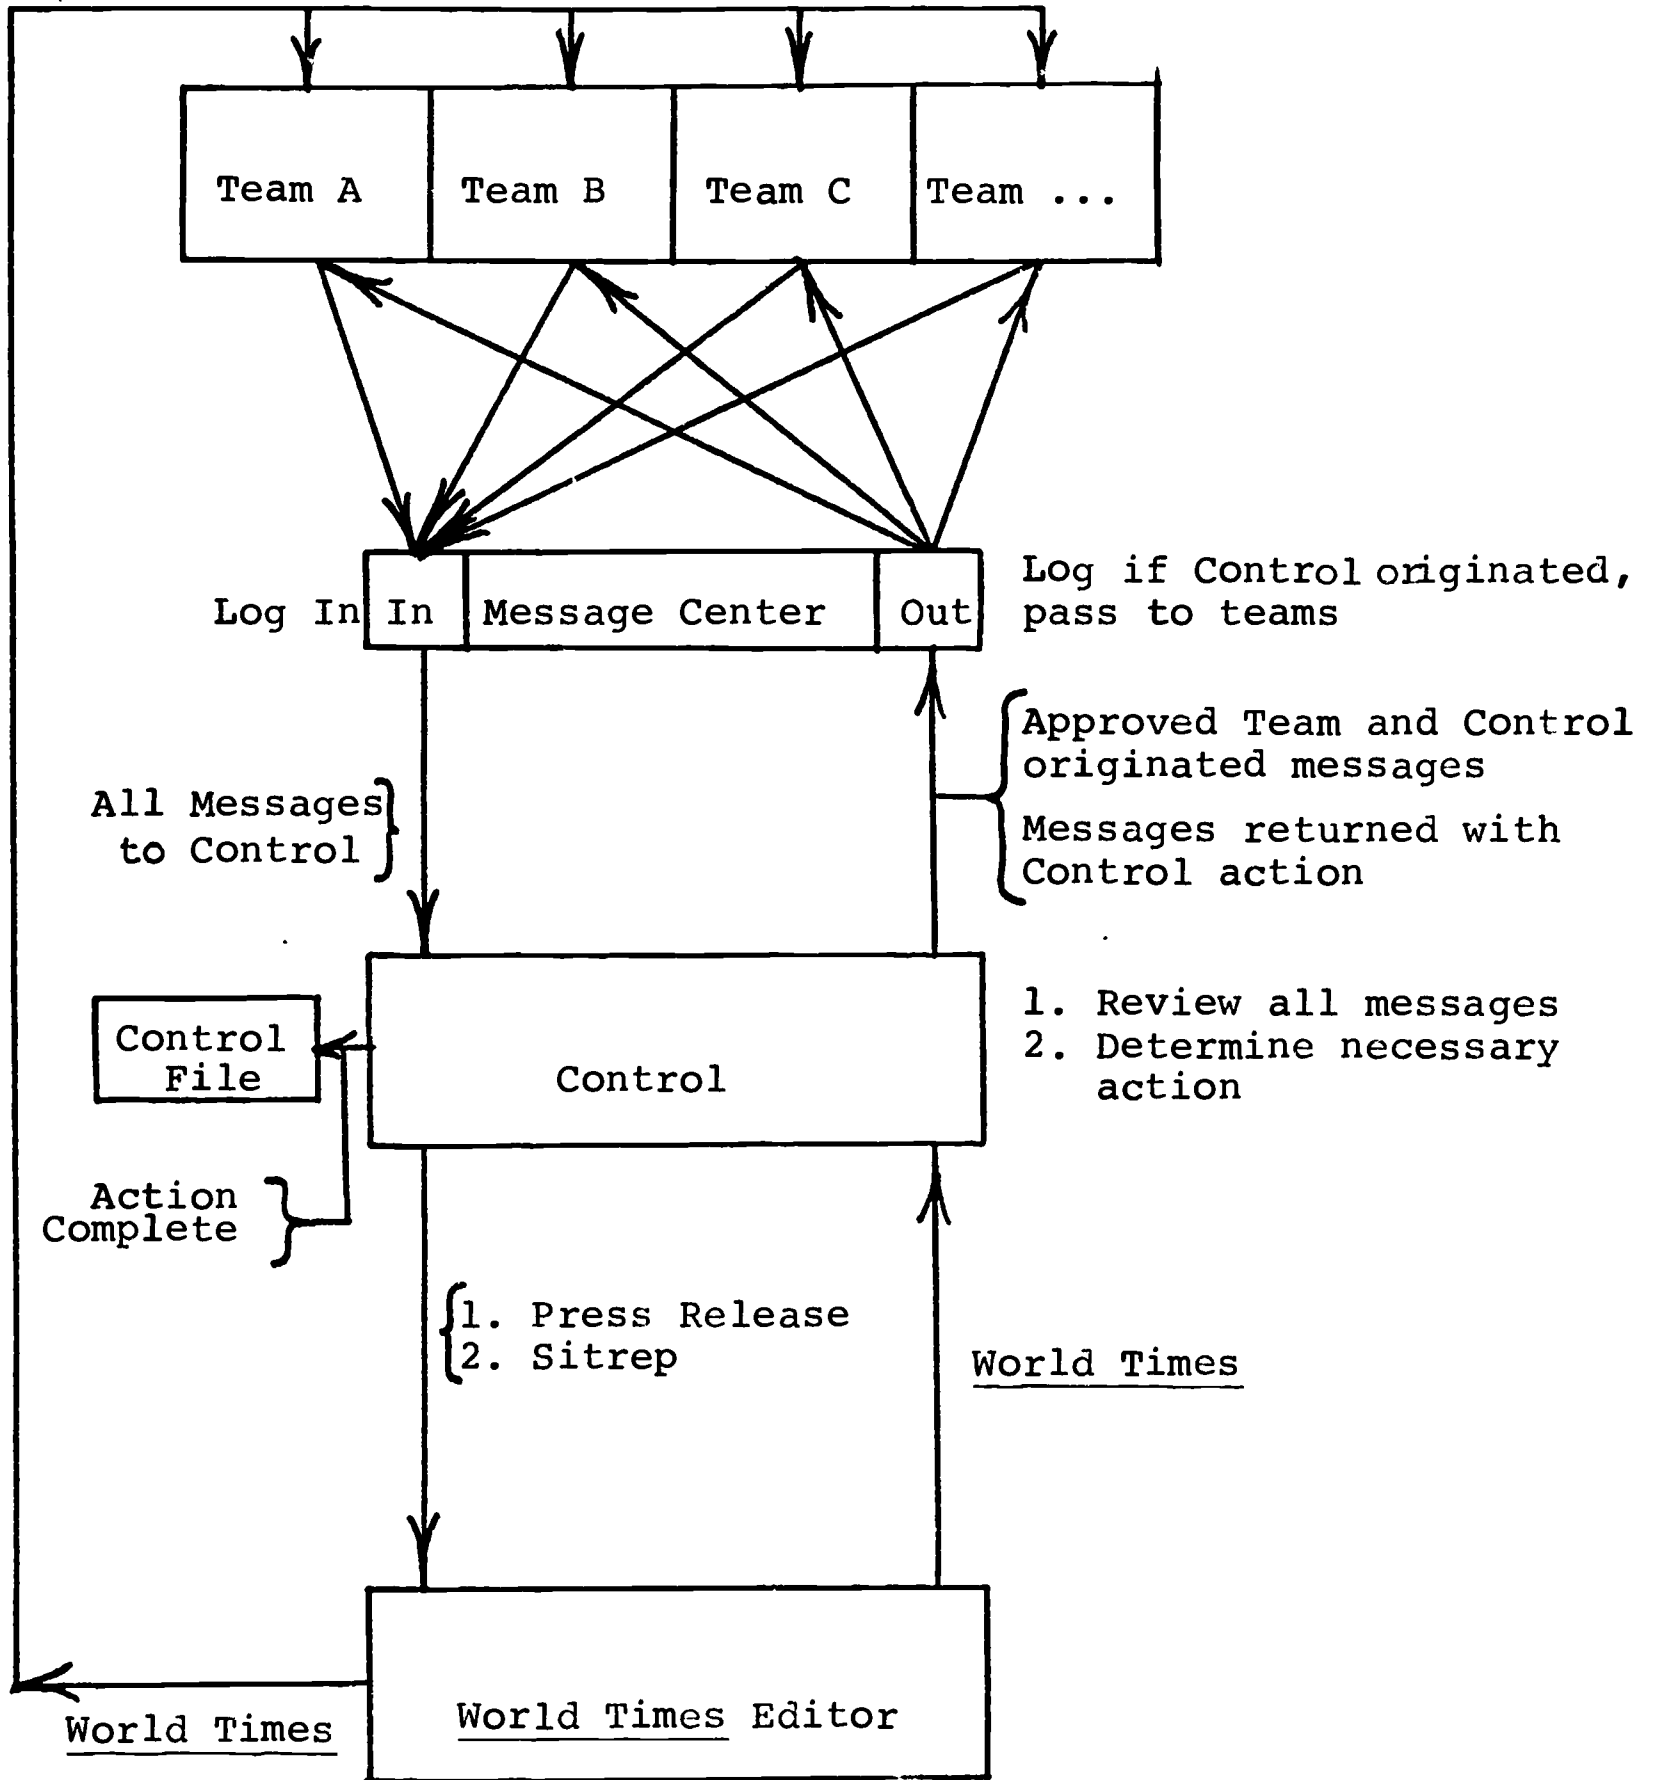 Team A
Team B
Team C
Team ...
Log In
In
Message Center
Out
Log if Control originated,
pass to teams
Approved Team and Control
originated messages
Messages returned with
Control action
All Messages
to Control
Control
File
Control
1. Review all messages
2. Determine necessary
action
Action
Complete
1. Press Release
2. Sitrep
World Times
World Times
World Times Editor